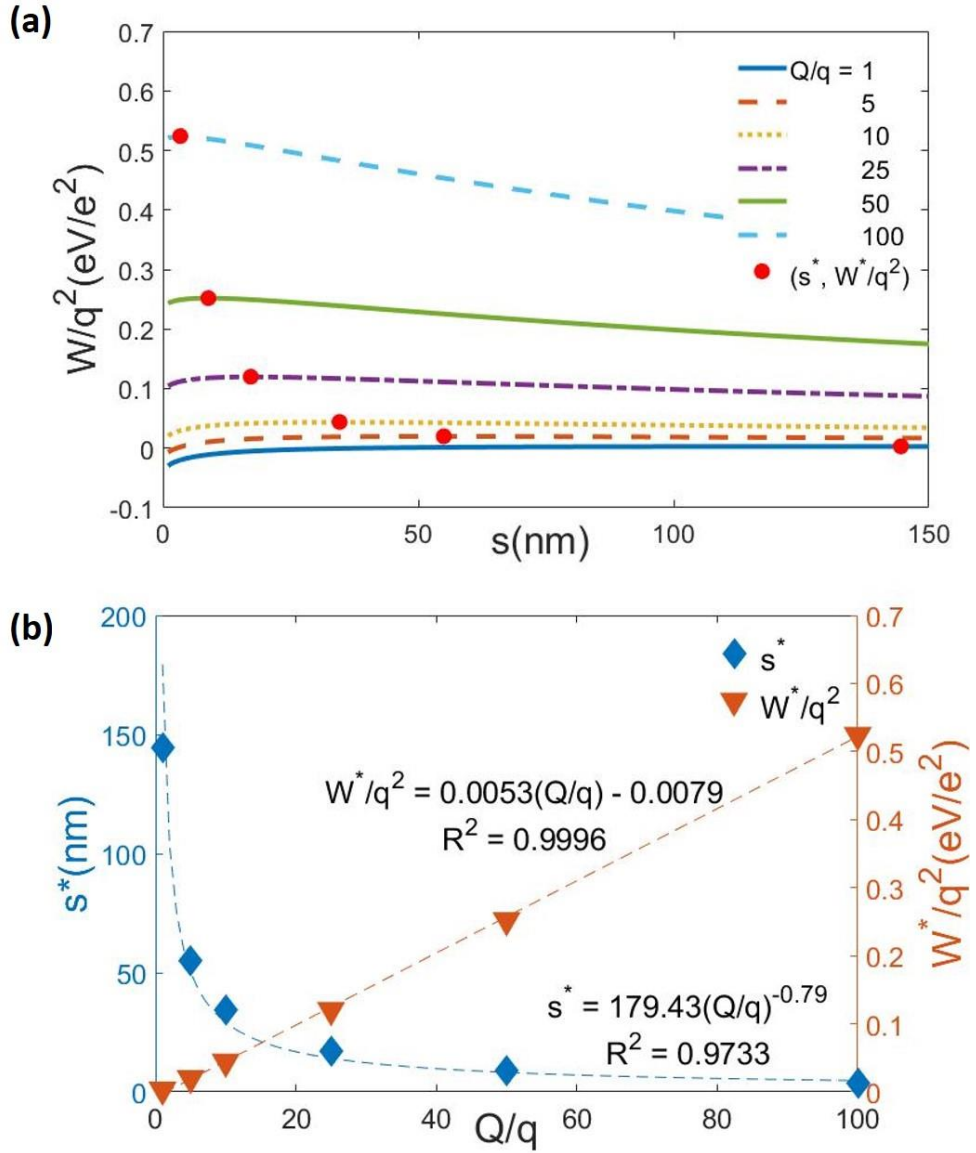 (a)
0.7
0.6
0.5
0.4
0.3
0.2
0.1
0
-0.1
W/q²(eV/e²)
Q/q = 1
5
10
25
50
100
(s*, W*/q²)
0 50 100 150
s(nm)
(b)
200
150
100
50
0
s*(nm)
s*
W*/q²
W*/q² = 0.0053(Q/q) - 0.0079
R² = 0.9996
s* = 179.43(Q/q)^-0.79
R² = 0.9733
0.7
0.6
0.5
0.4
0.3
0.2
0.1
0
W*/q²(eV/e²)
0 20 40 60 80 100
Q/q